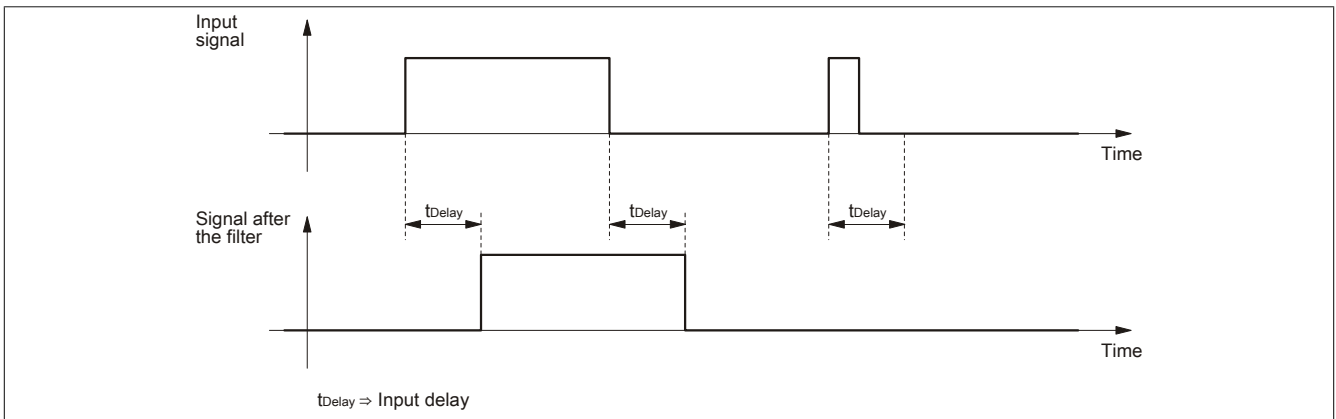 Input
signal
Time
Signal after
the filter
tDelay
tDelay
tDelay
Time
tDelay ⇒ Input delay